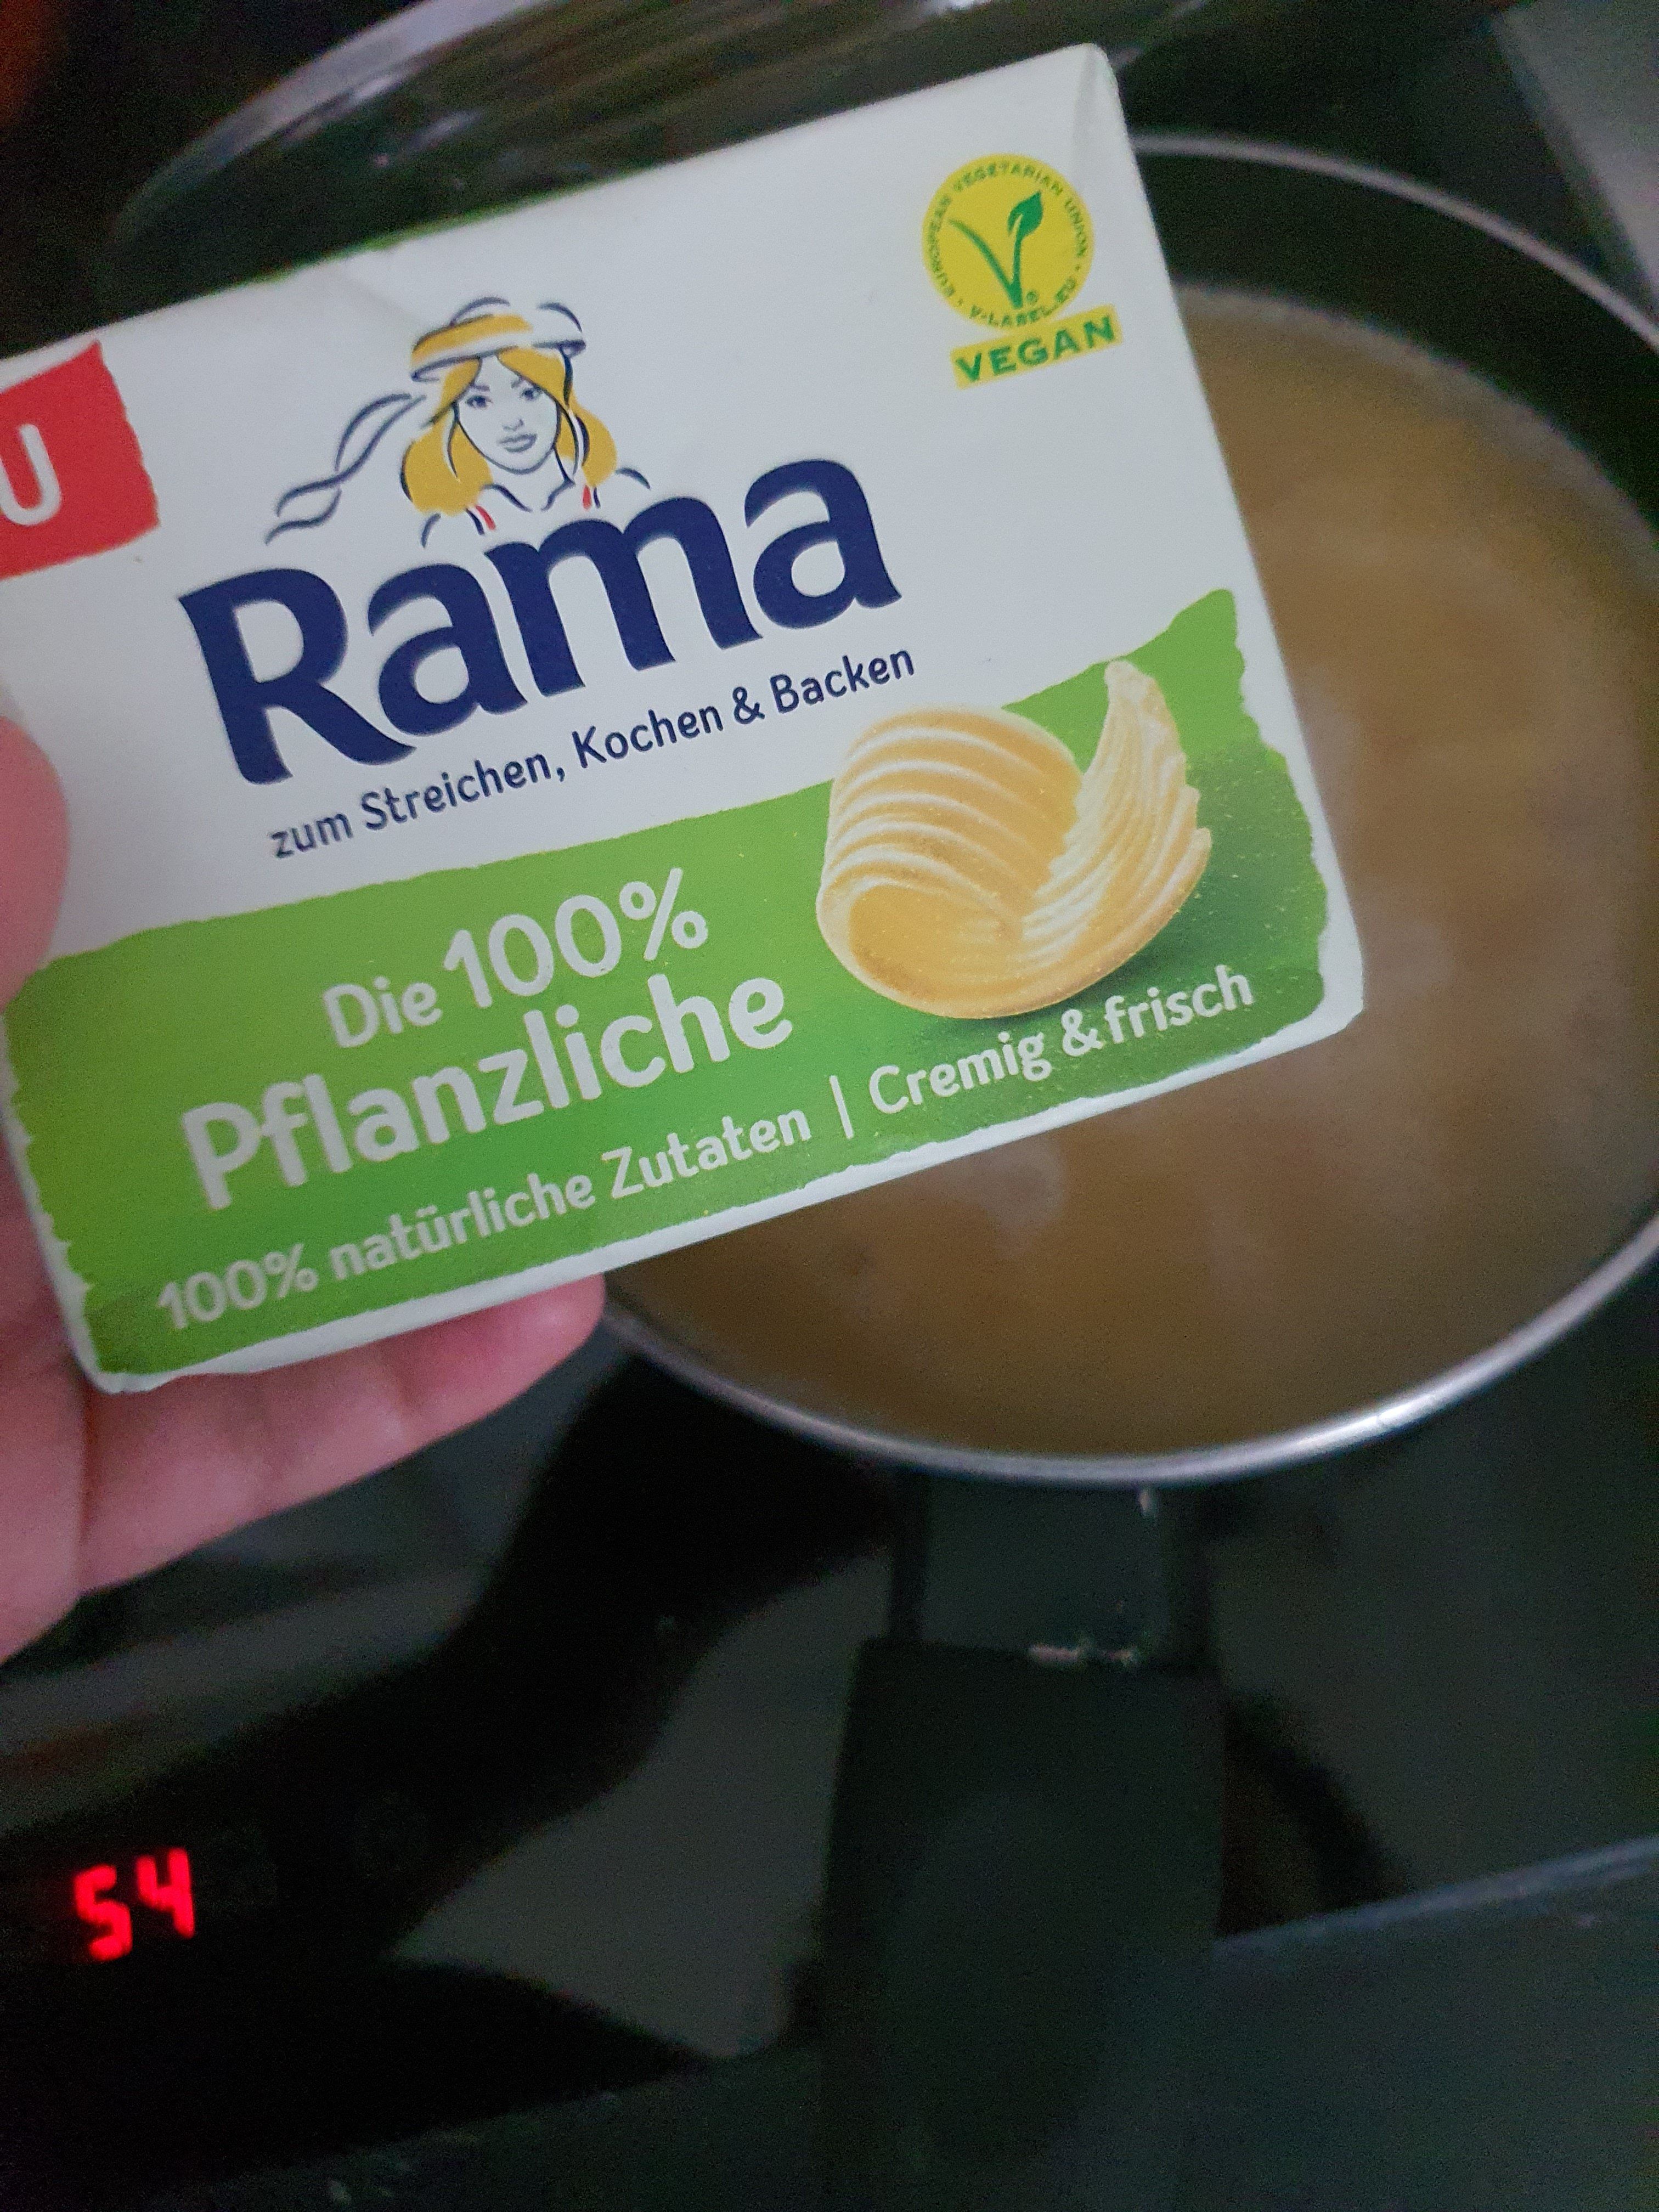 U
EUROPEAN VEGETARIAN UNION • V-LABEL.EU •
V®
VEGAN
Rama
zum Streichen, Kochen & Backen
Die 100%
Pflanzliche
100% natürliche Zutaten | Cremig & frisch
54